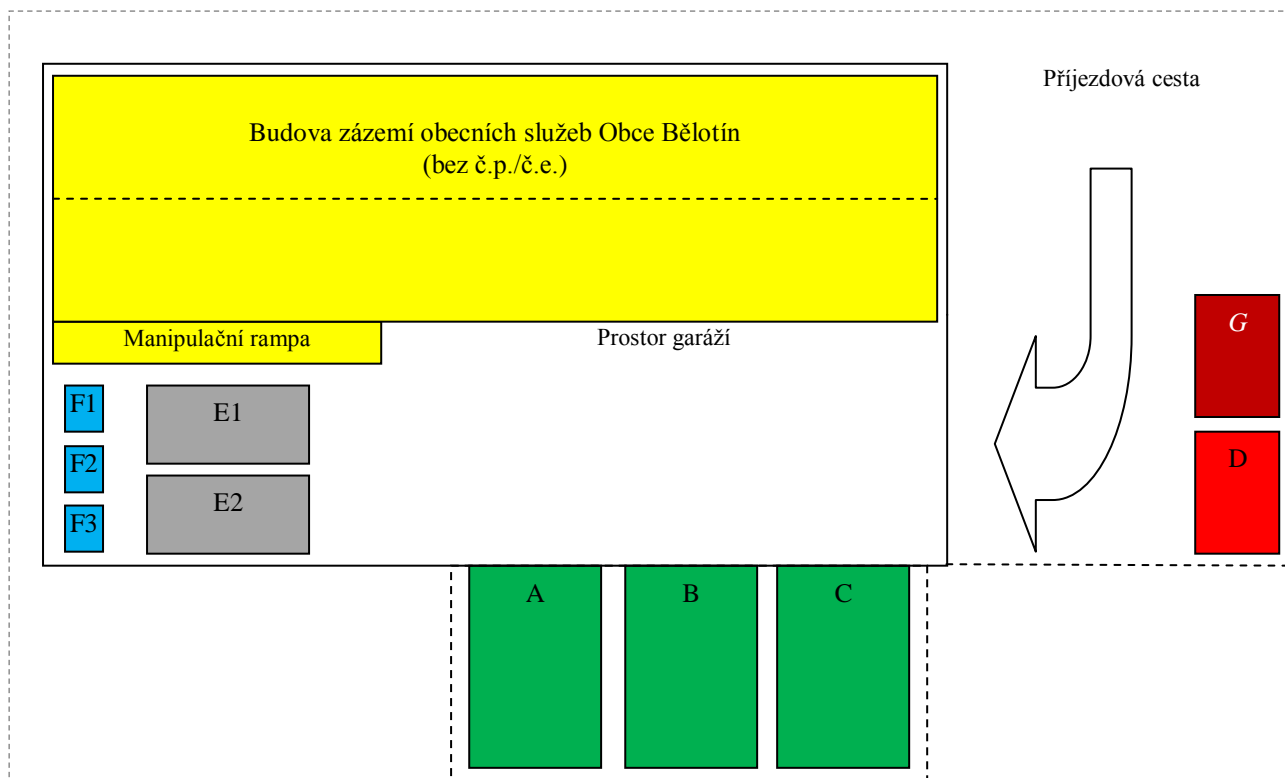 Příjezdová cesta
Budova zázemí obecních služeb Obce Bělotín
(bez č.p./č.e.)
Manipulační rampa
Prostor garáží
G
F1
E1
F2
D
E2
F3
A
B
C